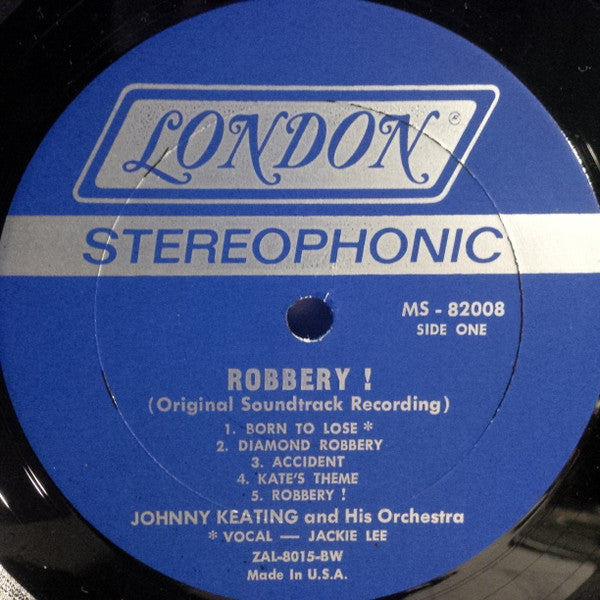 LONDON ®
STEREOPHONIC
MS - 82008
SIDE ONE
ROBBERY !
(Original Soundtrack Recording)
1. BORN TO LOSE *
2. DIAMOND ROBBERY
3. ACCIDENT
4. KATE'S THEME
5. ROBBERY !
JOHNNY KEATING and His Orchestra
* VOCAL — JACKIE LEE
ZAL-8015-BW
Made In U.S.A.